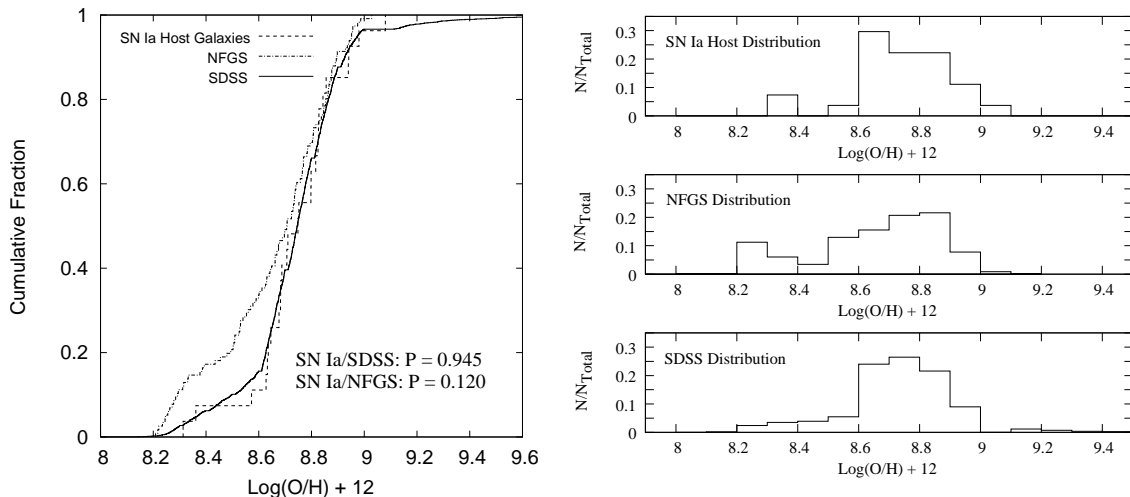 SN Ia Host Galaxies
NFGS
SDSS
1
0.8
0.6
0.4
0.2
0
Cumulative Fraction
SN Ia/SDSS: P = 0.945
SN Ia/NFGS: P = 0.120
8 8.2 8.4 8.6 8.8 9 9.2 9.4 9.6
Log(O/H) + 12
SN Ia Host Distribution
0.3
0.2
0.1
0
N/NTotal
8 8.2 8.4 8.6 8.8 9 9.2 9.4
Log(O/H) + 12
NFGS Distribution
0.3
0.2
0.1
0
N/NTotal
8 8.2 8.4 8.6 8.8 9 9.2 9.4
Log(O/H) + 12
SDSS Distribution
0.3
0.2
0.1
0
N/NTotal
8 8.2 8.4 8.6 8.8 9 9.2 9.4
Log(O/H) + 12